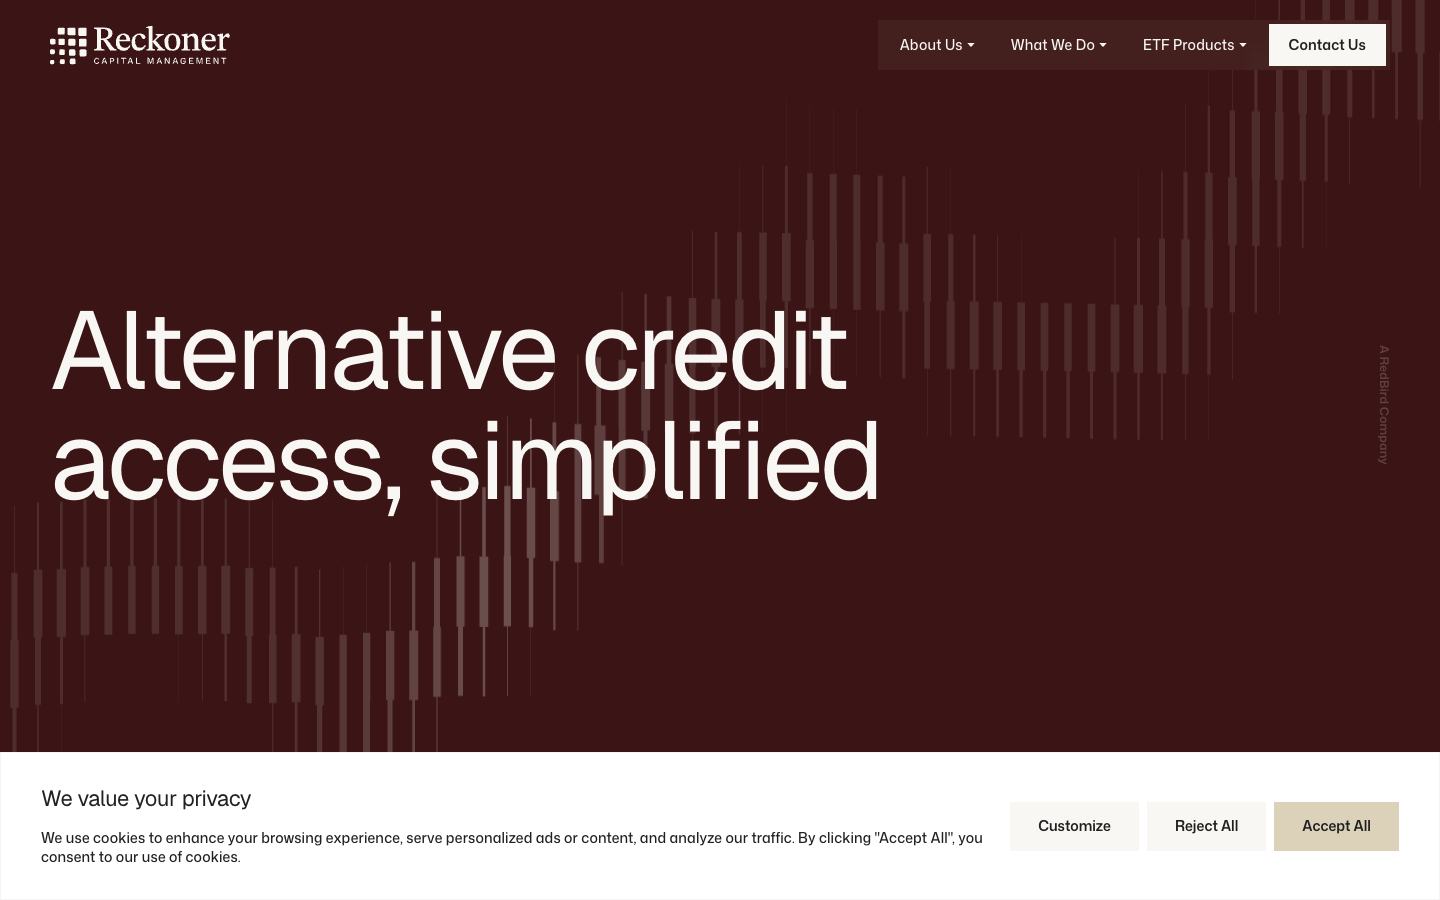 Reckoner
CAPITAL MANAGEMENT
About Us
What We Do
ETF Products
Contact Us
Alternative credit
access, simplified
A RedBird Company
We value your privacy
We use cookies to enhance your browsing experience, serve personalized ads or content, and analyze our traffic. By clicking "Accept All", you
consent to our use of cookies.
Customize
Reject All
Accept All